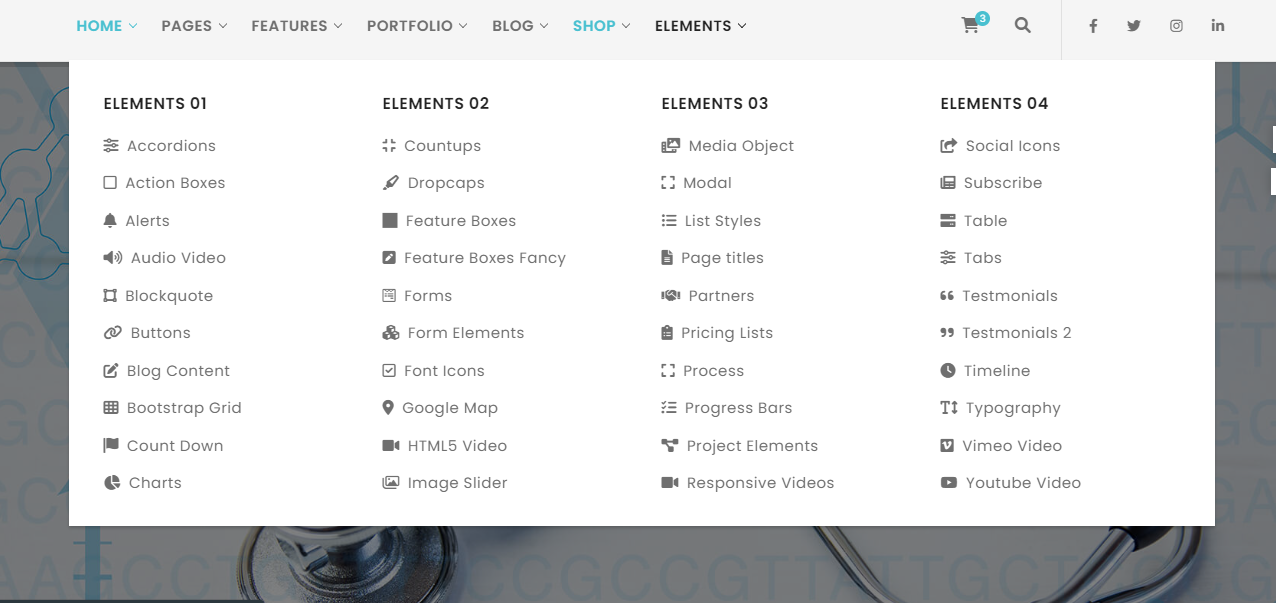 HOME PAGES FEATURES PORTFOLIO BLOG SHOP ELEMENTS 3
ELEMENTS 01
Accordions
Action Boxes
Alerts
Audio Video
Blockquote
Buttons
Blog Content
Bootstrap Grid
Count Down
Charts
ELEMENTS 02
Countups
Dropcaps
Feature Boxes
Feature Boxes Fancy
Forms
Form Elements
Font Icons
Google Map
HTML5 Video
Image Slider
ELEMENTS 03
Media Object
Modal
List Styles
Page titles
Partners
Pricing Lists
Process
Progress Bars
Project Elements
Responsive Videos
ELEMENTS 04
Social Icons
Subscribe
Table
Tabs
Testmonials
Testmonials 2
Timeline
Typography
Vimeo Video
Youtube Video